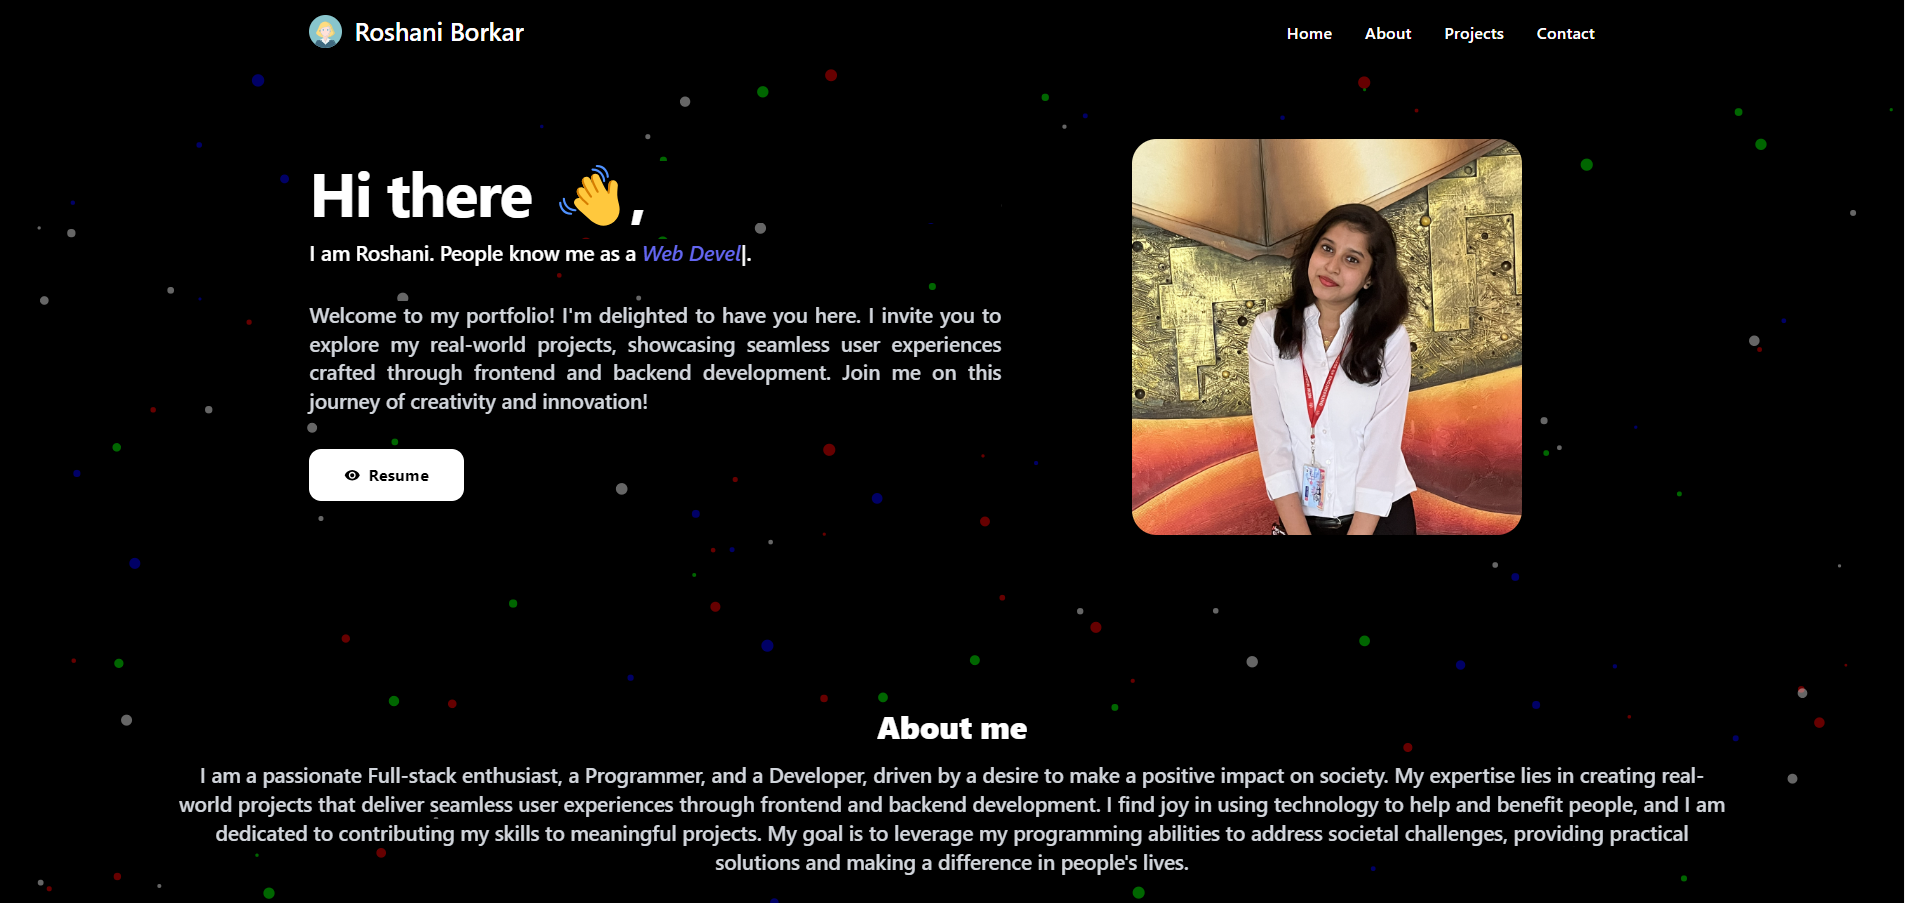 Roshani Borkar
Home About Projects Contact
Hi there 👋,
I am Roshani. People know me as a Web Devel|.
Welcome to my portfolio! I'm delighted to have you here. I invite you to
explore my real-world projects, showcasing seamless user experiences
crafted through frontend and backend development. Join me on this
journey of creativity and innovation!
Resume
About me
I am a passionate Full-stack enthusiast, a Programmer, and a Developer, driven by a desire to make a positive impact on society. My expertise lies in creating real-
world projects that deliver seamless user experiences through frontend and backend development. I find joy in using technology to help and benefit people, and I am
dedicated to contributing my skills to meaningful projects. My goal is to leverage my programming abilities to address societal challenges, providing practical
solutions and making a difference in people's lives.